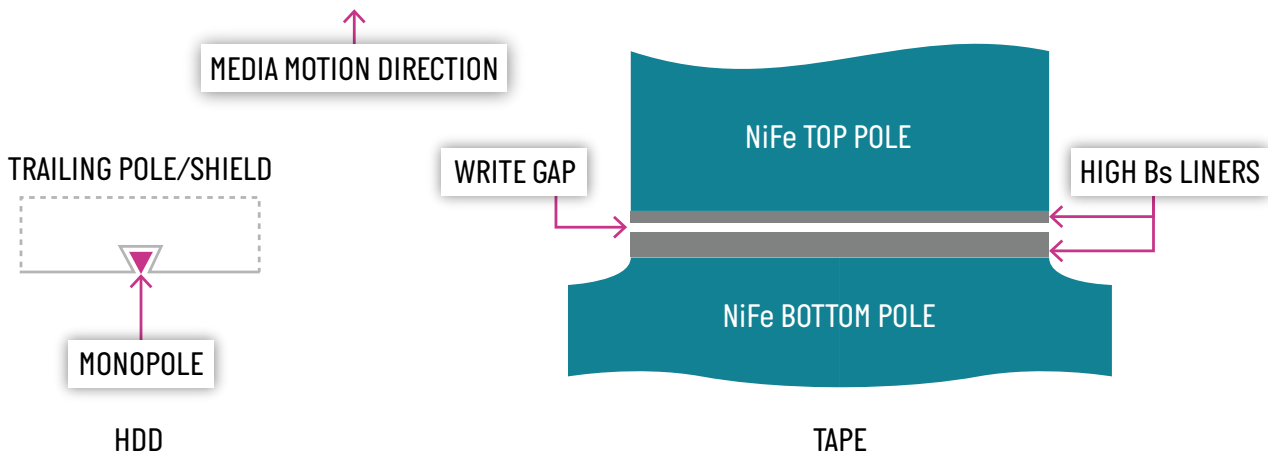 MEDIA MOTION DIRECTION
TRAILING POLE/SHIELD
MONOPOLE
HDD
NiFe TOP POLE
WRITE GAP
HIGH Bs LINERS
NiFe BOTTOM POLE
TAPE